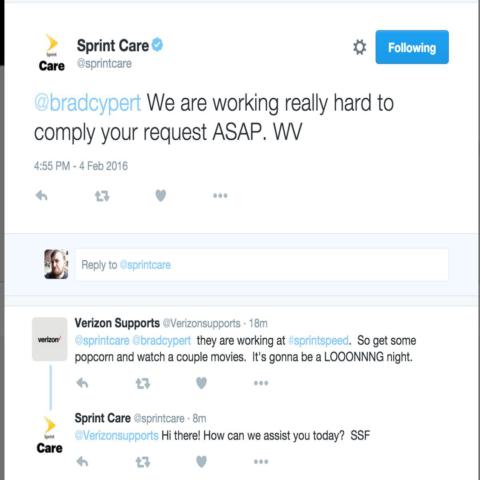 Sprint Care
@sprintcare
Following
Sprint
Care
@bradcypert We are working really hard to
comply your request ASAP. WV
4:55 PM - 4 Feb 2016
Reply to @sprintcare
verizon
Verizon Supports @Verizonsupports · 18m
@sprintcare @bradcypert they are working at #sprintspeed. So get some
popcorn and watch a couple movies. It's gonna be a LOOONNNG night.
Sprint
Care
Sprint Care @sprintcare · 8m
@Verizonsupports Hi there! How can we assist you today? SSF